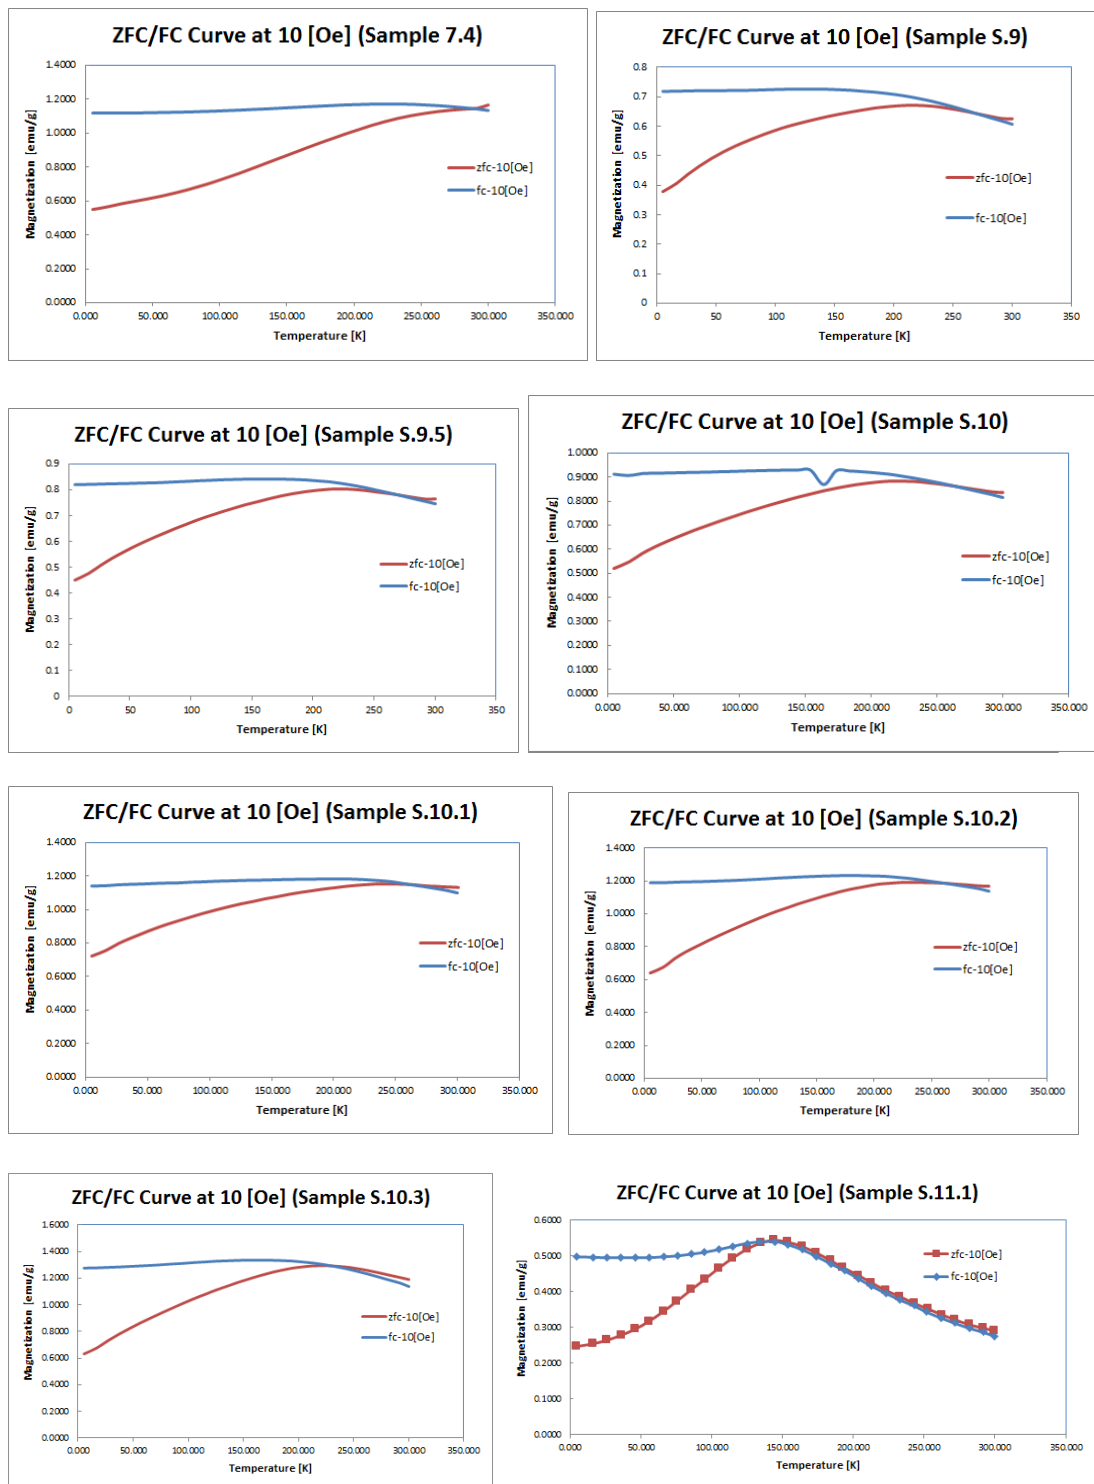 ZFC/FC Curve at 10 [Oe] (Sample 7.4)
Magnetization [emu/g]
1.4000
1.2000
1.0000
0.8000
0.6000
0.4000
0.2000
0.0000
zfc-10[Oe]
fc-10[Oe]
0.000 50.000 100.000 150.000 200.000 250.000 300.000 350.000
Temperature [K]
ZFC/FC Curve at 10 [Oe] (Sample S.9)
Magnetization [emu/g]
0.8
0.7
0.6
0.5
0.4
0.3
0.2
0.1
0
zfc-10[Oe]
fc-10[Oe]
0 50 100 150 200 250 300 350
Temperature [K]
ZFC/FC Curve at 10 [Oe] (Sample S.9.5)
Magnetization [emu/g]
0.9
0.8
0.7
0.6
0.5
0.4
0.3
0.2
0.1
0
zfc-10[Oe]
fc-10[Oe]
0 50 100 150 200 250 300 350
Temperature [K]
ZFC/FC Curve at 10 [Oe] (Sample S.10)
Magnetization [emu/g]
1.0000
0.9000
0.8000
0.7000
0.6000
0.5000
0.4000
0.3000
0.2000
0.1000
0.0000
zfc-10[Oe]
fc-10[Oe]
0.000 50.000 100.000 150.000 200.000 250.000 300.000 350.000
Temperature [K]
ZFC/FC Curve at 10 [Oe] (Sample S.10.1)
Magnetization [emu/g]
1.4000
1.2000
1.0000
0.8000
0.6000
0.4000
0.2000
0.0000
zfc-10[Oe]
fc-10[Oe]
0.000 50.000 100.000 150.000 200.000 250.000 300.000 350.000
Temperature [K]
ZFC/FC Curve at 10 [Oe] (Sample S.10.2)
Magnetization [emu/g]
1.4000
1.2000
1.0000
0.8000
0.6000
0.4000
0.2000
0.0000
zfc-10[Oe]
fc-10[Oe]
0.000 50.000 100.000 150.000 200.000 250.000 300.000 350.000
Temperature [K]
ZFC/FC Curve at 10 [Oe] (Sample S.10.3)
Magnetization [emu/g]
1.6000
1.4000
1.2000
1.0000
0.8000
0.6000
0.4000
0.2000
0.0000
zfc-10[Oe]
fc-10[Oe]
0.000 50.000 100.000 150.000 200.000 250.000 300.000 350.000
Temperature [K]
ZFC/FC Curve at 10 [Oe] (Sample S.11.1)
Magnetization [emu/g]
0.6000
0.5000
0.4000
0.3000
0.2000
0.1000
0.0000
zfc-10[Oe]
fc-10[Oe]
0.000 50.000 100.000 150.000 200.000 250.000 300.000 350.000
Temperature [K]